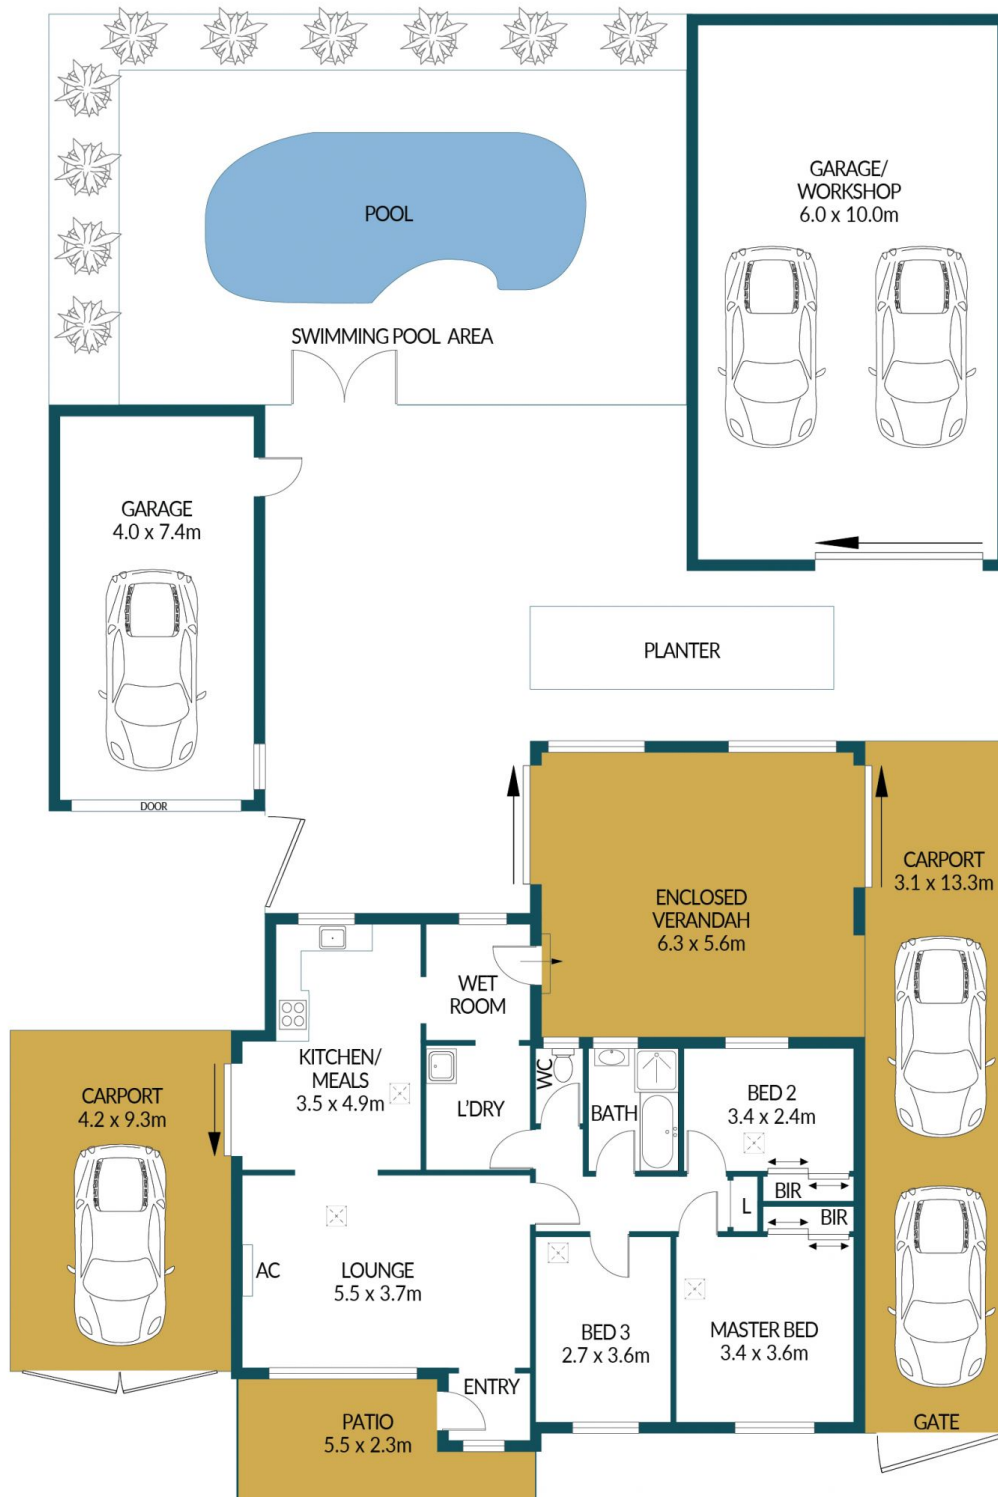 GARAGE/
WORKSHOP
6.0 x 10.0m
POOL
SWIMMING POOL AREA
GARAGE
4.0 x 7.4m
DOOR
PLANTER
ENCLOSED
VERANDAH
6.3 x 5.6m
CARPORT
3.1 x 13.3m
WET
ROOM
KITCHEN/
MEALS
3.5 x 4.9m
L'DRY
WC
BATH
BED 2
3.4 x 2.4m
CARPORT
4.2 x 9.3m
BIR
L
BIR
AC
LOUNGE
5.5 x 3.7m
BED 3
2.7 x 3.6m
MASTER BED
3.4 x 3.6m
ENTRY
PATIO
5.5 x 2.3m
GATE